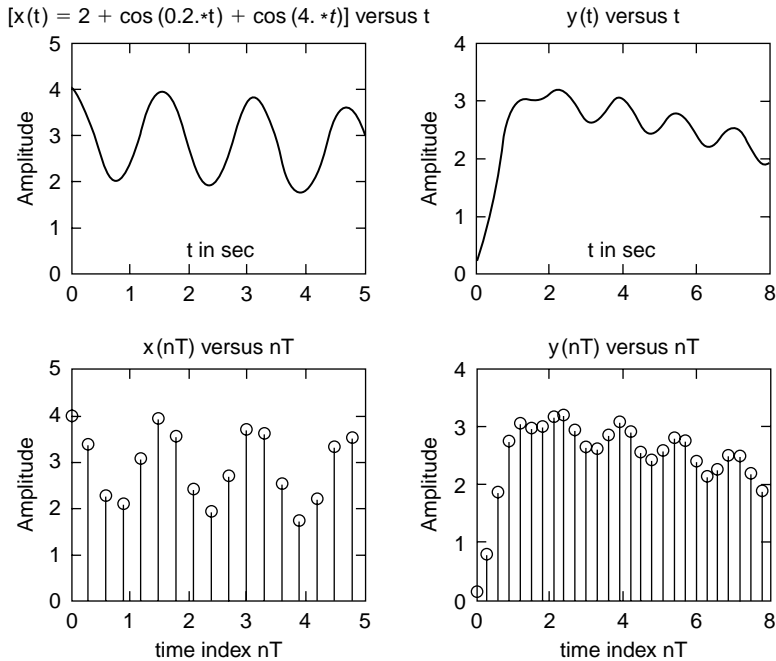 [x(t) = 2 + cos (0.2.*t) + cos (4. *t)] versus t
5
4
3
2
1
0
Amplitude
t in sec
0 1 2 3 4 5
y(t) versus t
4
3
2
1
0
Amplitude
t in sec
0 2 4 6 8
x(nT) versus nT
5
4
3
2
1
0
Amplitude
0 1 2 3 4 5
time index nT
y(nT) versus nT
4
3
2
1
0
Amplitude
0 2 4 6 8
time index nT